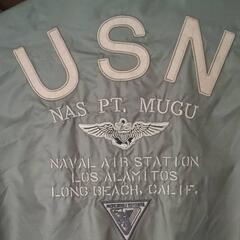 USN
NAS PT. MUGU
NAVAL AIR STATION
LOS ALAMITOS
LONG BEACH, CALIF.